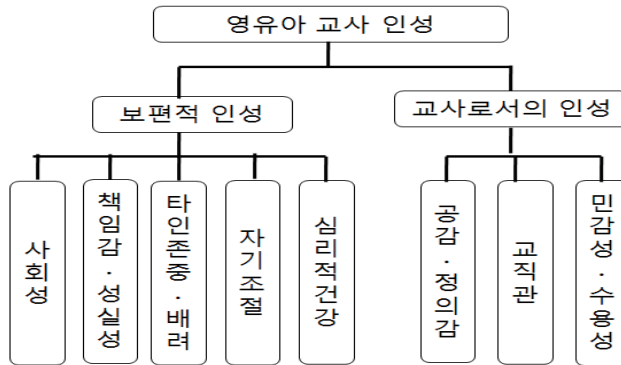 영유아 교사 인성
보편적 인성
교사로서의 인성
사회성
책임감·성실성
타인존중·배려
자기조절
심리적건강
공감·정의감
교직관
민감성·수용성